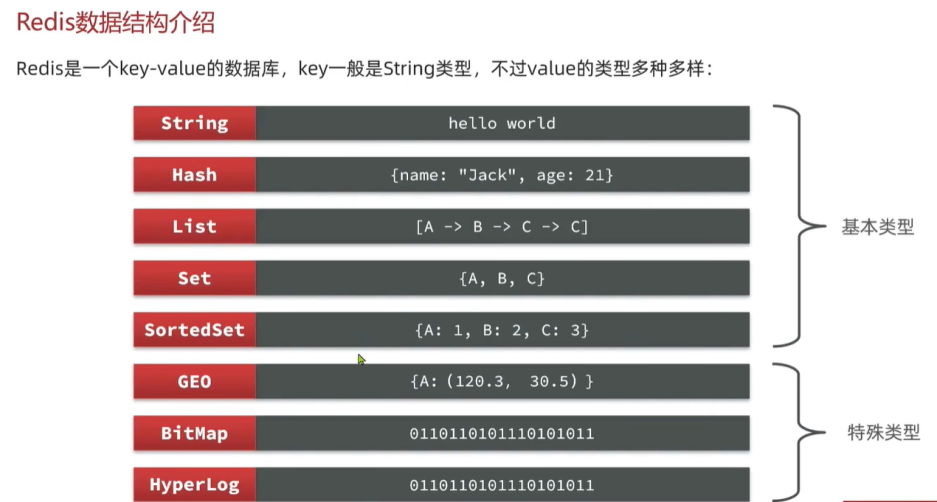 Redis数据结构介绍
Redis是一个key-value的数据库，key一般是String类型，不过value的类型多种多样：
String hello world
Hash {name: "Jack", age: 21}
List [A -> B -> C -> C]
基本类型
Set {A, B, C}
SortedSet {A: 1, B: 2, C: 3}
GEO {A: (120.3, 30.5) }
BitMap 0110110101110101011
特殊类型
HyperLog 0110110101110101011